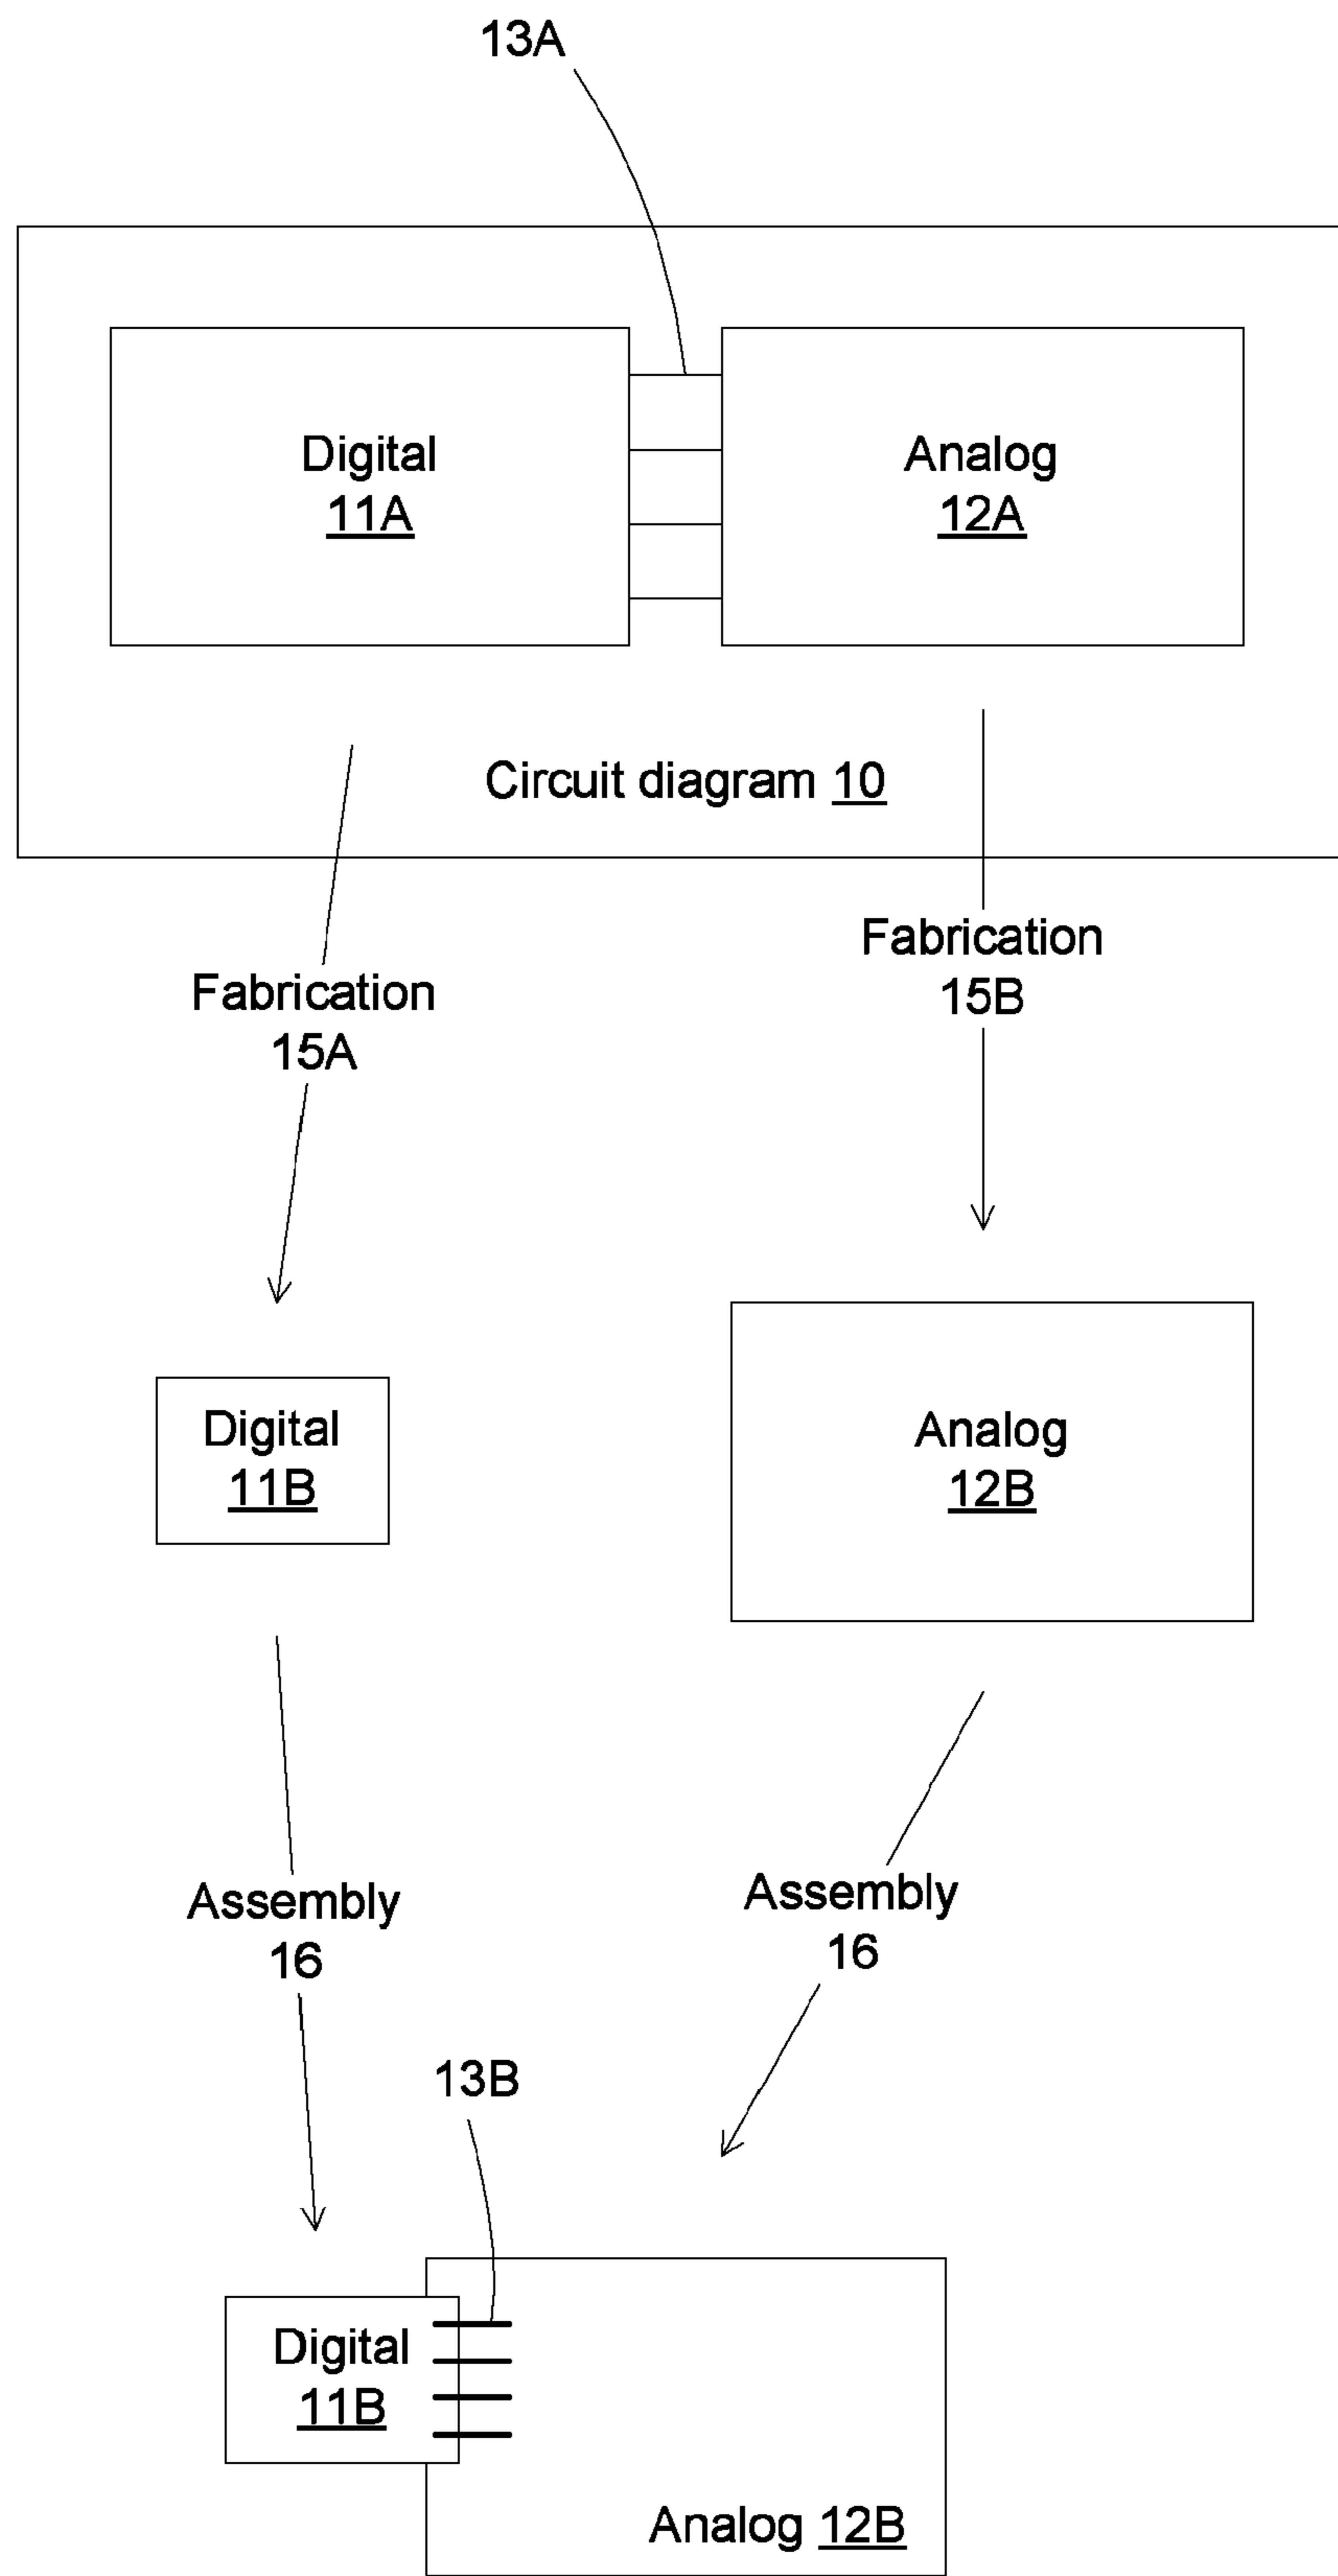 13A
Digital
11A
Analog
12A
Circuit diagram 10
Fabrication
15A
Fabrication
15B
Digital
11B
Analog
12B
Assembly
16
Assembly
16
13B
Digital
11B
Analog 12B